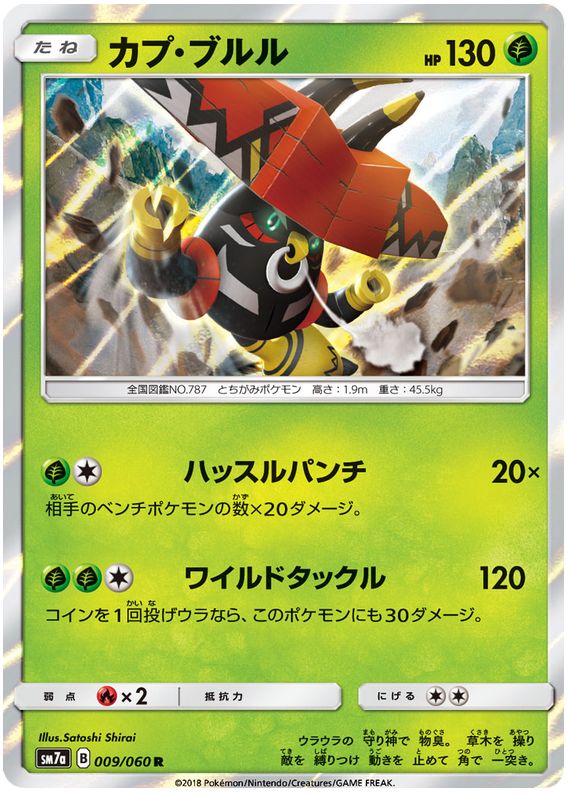 たね カプ・ブルル HP 130
全国図鑑NO.787 とちがみポケモン 高さ：1.9m 重さ：45.5kg
ハッスルパンチ 20×
相手のベンチポケモンの数×20ダメージ。
ワイルドタックル 120
コインを1回投げウラなら、このポケモンにも30ダメージ。
弱点 ×2 抵抗力 にげる
Illus.Satoshi Shirai
SM7a B 009/060 R
ウラウラの 守り神で 物臭。 草木を 操り
敵を 縛りつけ 動きを 止めて 角で 一突き。
©2018 Pokémon/Nintendo/Creatures/GAME FREAK.